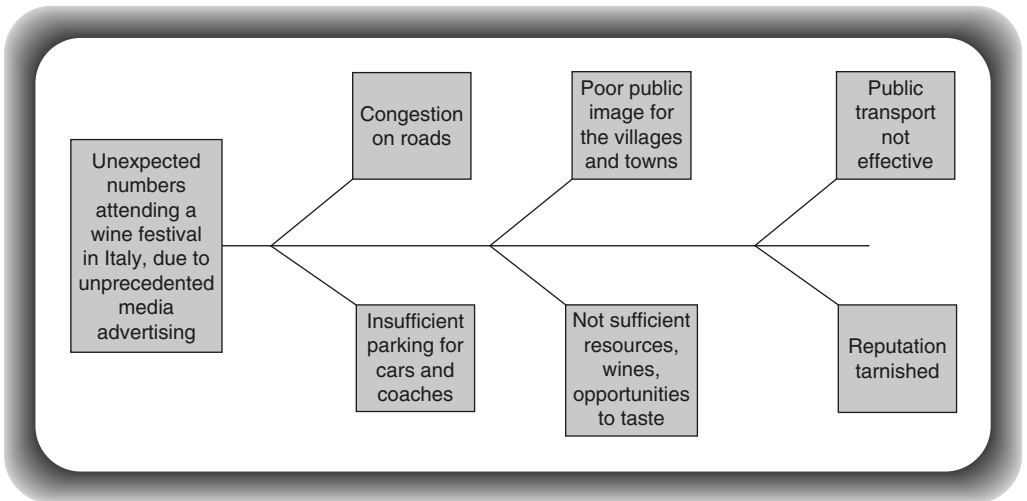 Unexpected
numbers
attending a
wine festival
in Italy, due to
unprecedented
media
advertising
Congestion
on roads
Poor public
image for
the villages
and towns
Public
transport
not
effective
Insufficient
parking for
cars and
coaches
Not sufficient
resources,
wines,
opportunities
to taste
Reputation
tarnished